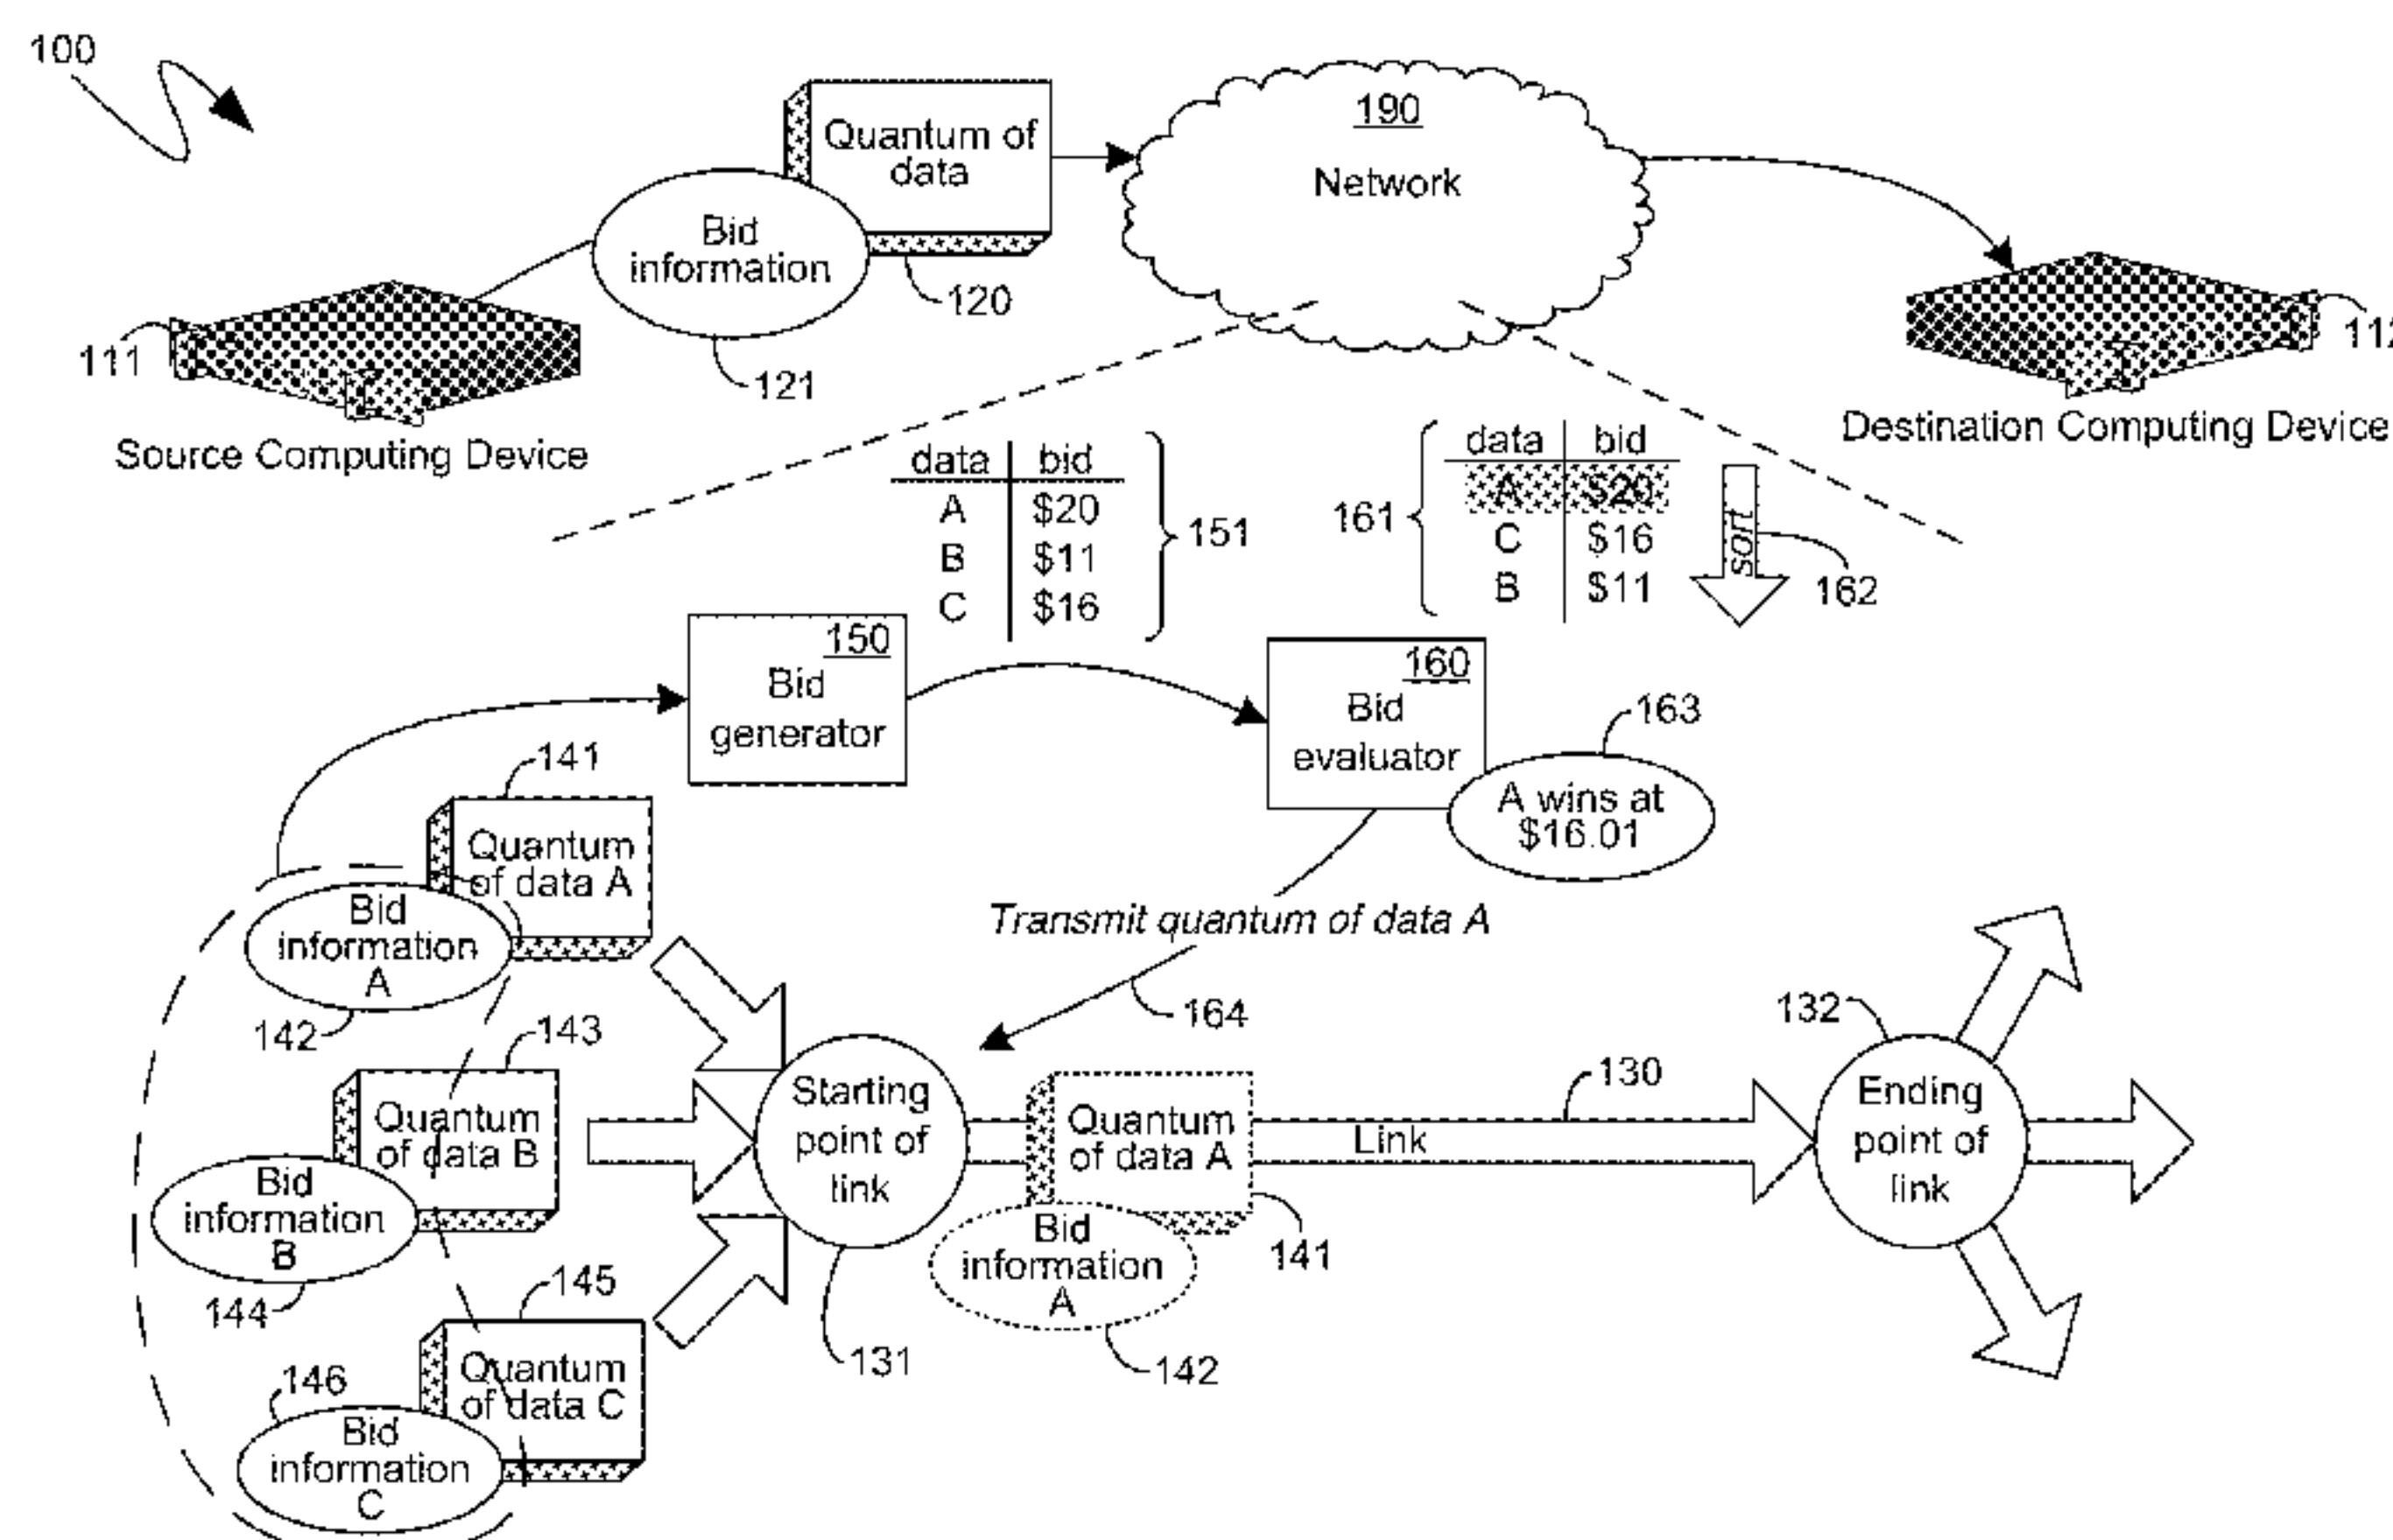 100
Quantum of
data
190
Network
Bid
information
120
121
111
112
Source Computing Device
Destination Computing Device
data bid
A $20
B $11
C $16
151
161
data bid
A $20
C $16
B $11
sort
162
150
Bid
generator
160
Bid
evaluator
163
A wins at
$16.01
141
Quantum
of data A
Bid
information
A
142
Transmit quantum of data A
164
143
Quantum
of data B
Bid
information
B
144
145
Quantum
of data C
146
Bid
information
C
Starting
point of
link
131
Quantum
of data A
141
Bid
information
A
142
130
Link
132
Ending
point of
link